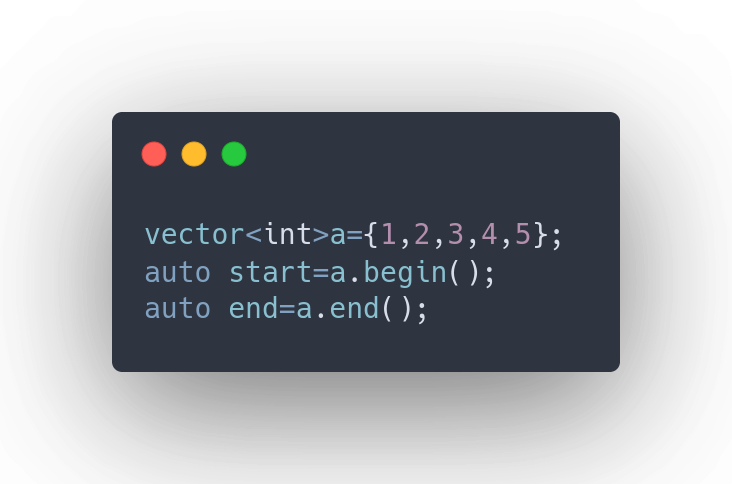 vector<int>a={1,2,3,4,5};
auto start=a.begin();
auto end=a.end();